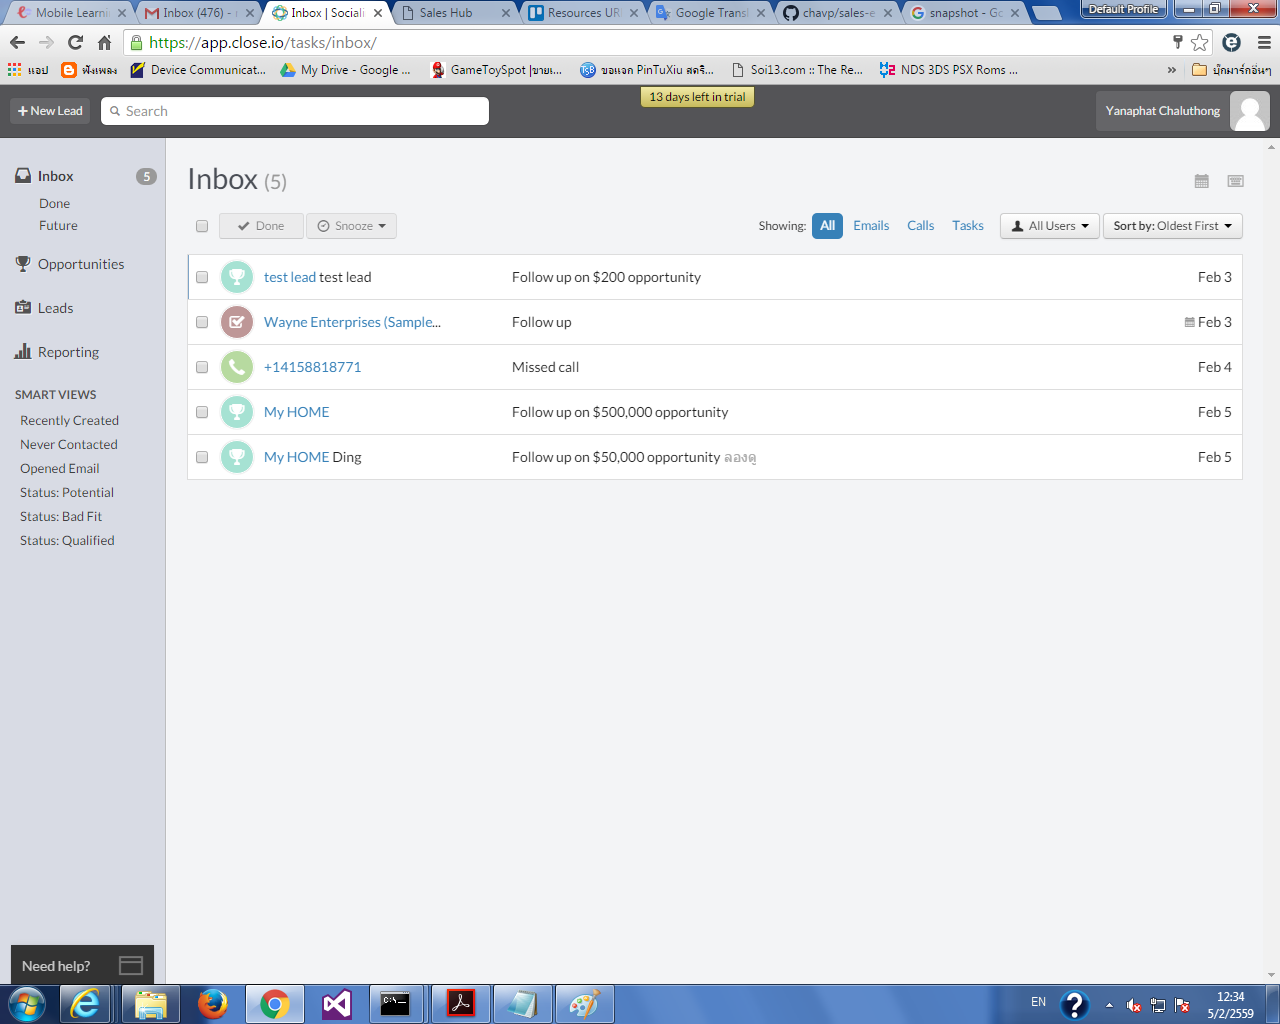 Mobile Learni
Inbox (476) -
Inbox | Sociali
Sales Hub
Resources UR
Google Transl
chavp/sales-e
snapshot - Go
Default Profile
https://app.close.io/tasks/inbox/
แอป
ฟังเพลง
Device Communicat...
My Drive - Google ...
GameToySpot |ขายเ...
ขอแจก PinTuXiu สตรี...
Soi13.com :: The Re...
NDS 3DS PSX Roms ...
»
บุ๊กมาร์กอื่นๆ
+ New Lead
Search
13 days left in trial
Yanaphat Chaluthong
Inbox 5
Done
Future
Opportunities
Leads
Reporting
SMART VIEWS
Recently Created
Never Contacted
Opened Email
Status: Potential
Status: Bad Fit
Status: Qualified
Inbox (5)
Done Snooze Showing: All Emails Calls Tasks All Users Sort by: Oldest First
test lead test lead Follow up on $200 opportunity Feb 3
Wayne Enterprises (Sample... Follow up Feb 3
+14158818771 Missed call Feb 4
My HOME Follow up on $500,000 opportunity Feb 5
My HOME Ding Follow up on $50,000 opportunity ลองดู Feb 5
Need help?
EN
12:34
5/2/2559